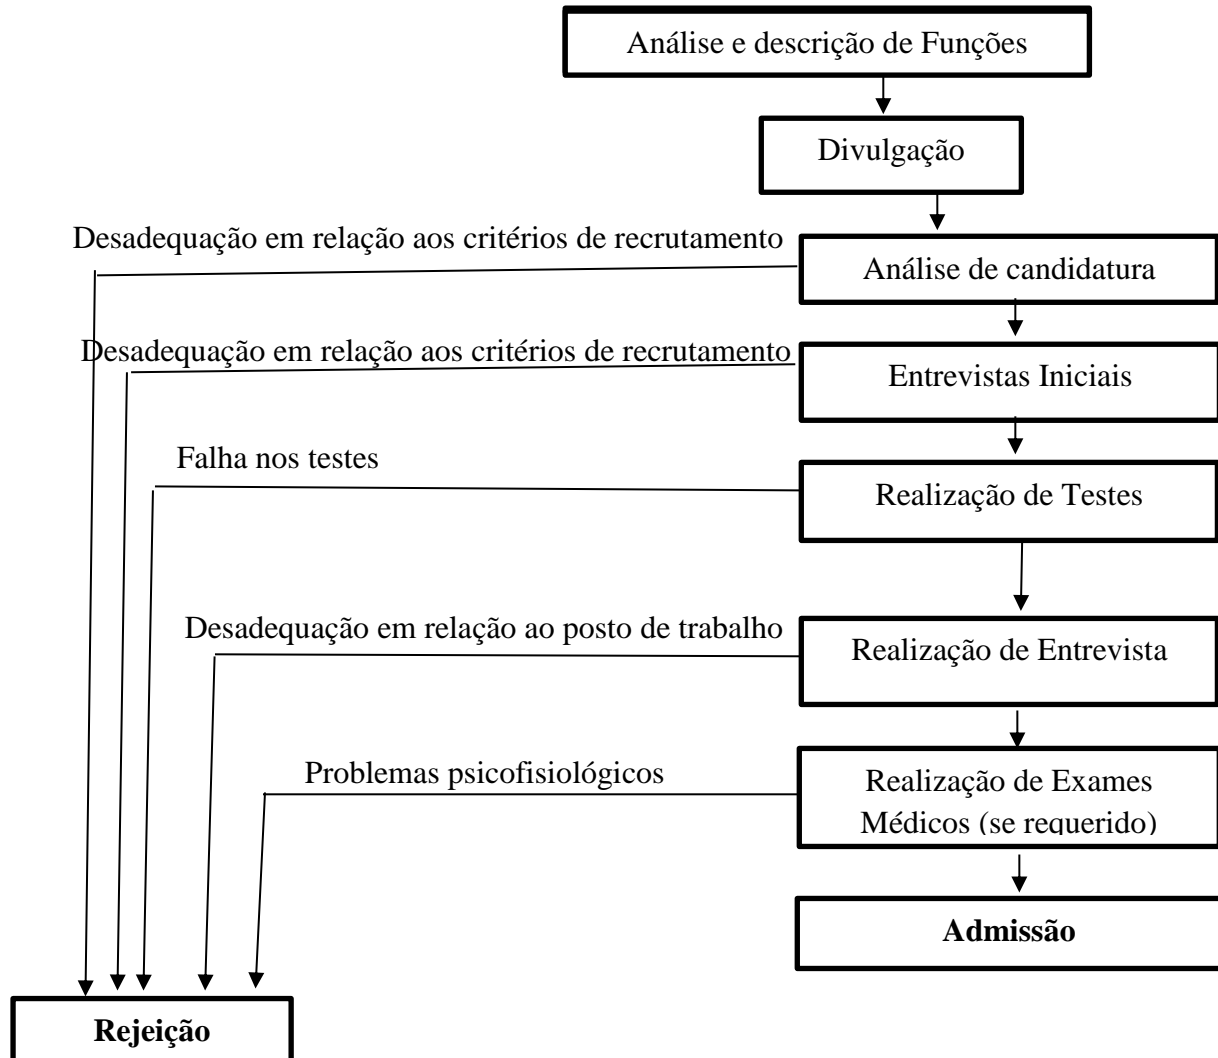 Análise e descrição de Funções
Divulgação
Desadequação em relação aos critérios de recrutamento
Análise de candidatura
Desadequação em relação aos critérios de recrutamento
Entrevistas Iniciais
Falha nos testes
Realização de Testes
Desadequação em relação ao posto de trabalho
Realização de Entrevista
Problemas psicofisiológicos
Realização de Exames
Médicos (se requerido)
Admissão
Rejeição